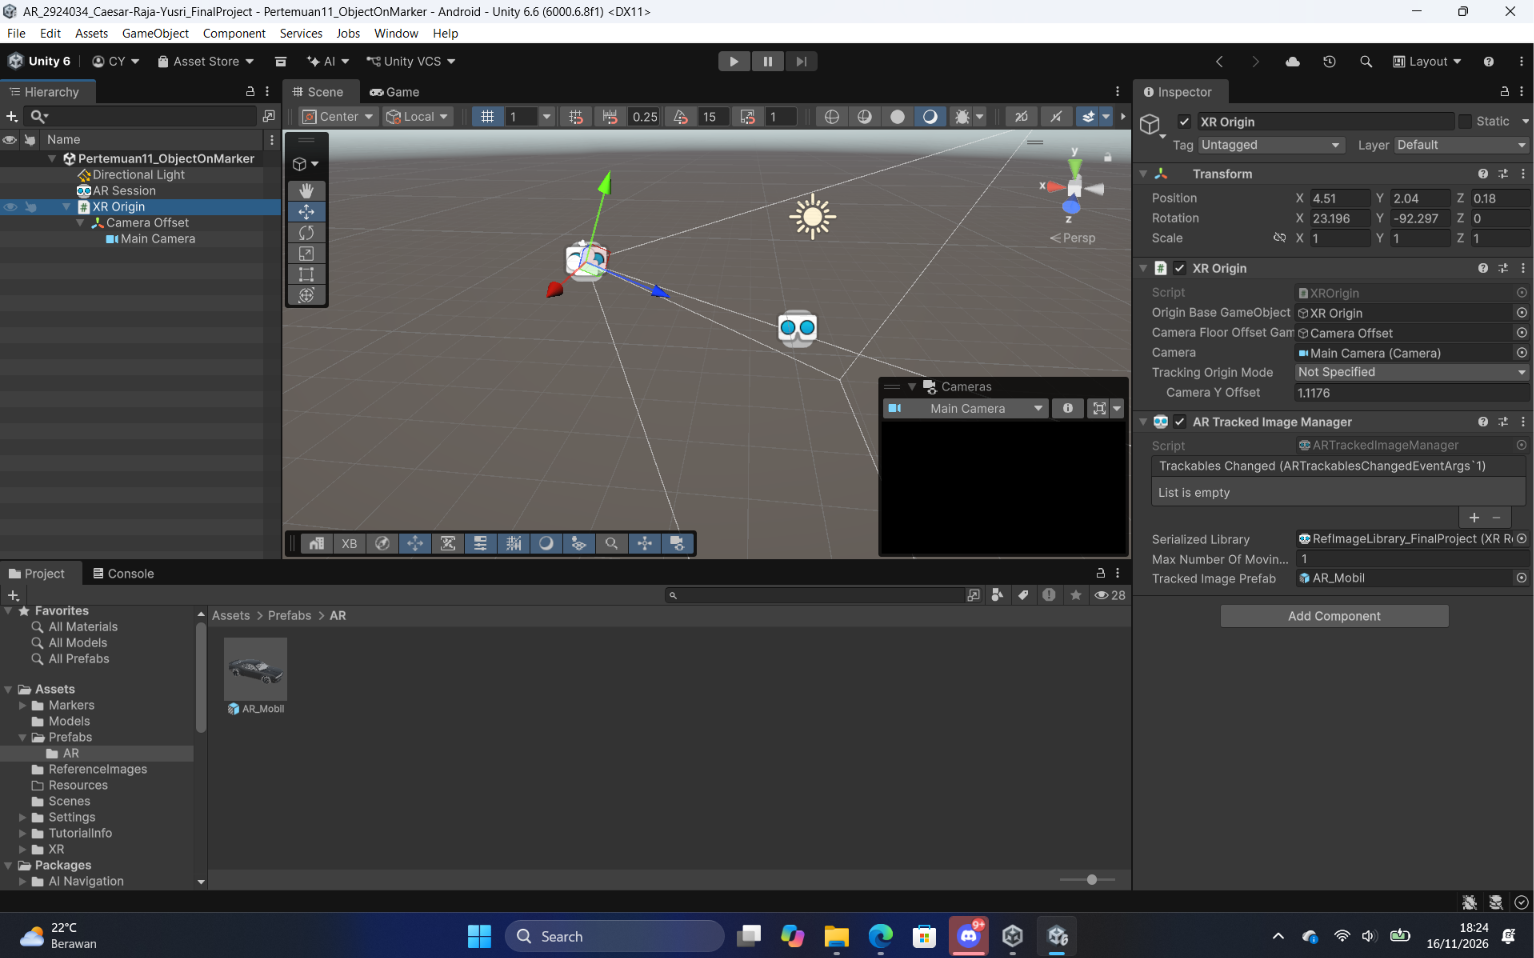 AR_2924034_Caesar-Raja-Yusri_FinalProject - Pertemuan11_ObjectOnMarker - Android - Unity 6.6 (6000.6.8f1) <DX11>
File Edit Assets GameObject Component Services Jobs Window Help
Unity 6 CY Asset Store AI Unity VCS Layout
Hierarchy
Name
Pertemuan11_ObjectOnMarker
Directional Light
AR Session
XR Origin
Camera Offset
Main Camera
Scene Game
Center Local 1 0.25 15 1
y
x
z
Persp
Cameras
Main Camera
XB
Inspector
XR Origin Static
Tag Untagged Layer Default
Transform
Position X 4.51 Y 2.04 Z 0.18
Rotation X 23.196 Y -92.297 Z 0
Scale X 1 Y 1 Z 1
XR Origin
Script XROrigin
Origin Base GameObject XR Origin
Camera Floor Offset Gam Camera Offset
Camera Main Camera (Camera)
Tracking Origin Mode Not Specified
Camera Y Offset 1.1176
AR Tracked Image Manager
Script ARTrackedImageManager
Trackables Changed (ARTrackablesChangedEventArgs`1)
List is empty
Serialized Library RefImageLibrary_FinalProject (XR R
Max Number Of Movin... 1
Tracked Image Prefab AR_Mobil
Add Component
Project Console
28
Favorites
All Materials
All Models
All Prefabs
Assets
Markers
Models
Prefabs
AR
ReferenceImages
Resources
Scenes
Settings
TutorialInfo
XR
Packages
AI Navigation
Assets > Prefabs > AR
AR_Mobil
22°C
Berawan
Search
9+
18:24
16/11/2026